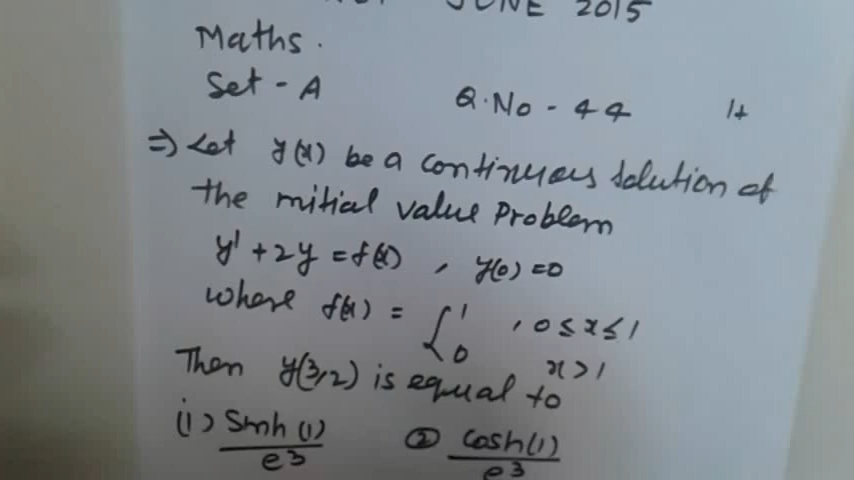 JUNE 2015
Maths.
Set - A Q.No - 44
⇒ Let y(x) be a continuous solution of
the initial value Problem
y' + 2y = f(x) , y(0) = 0
where f(x) = { 1 , 0 ≤ x ≤ 1
0 x > 1
Then y(3/2) is equal to
(1) Sinh (1) / e³ ② Cosh (1) / e³